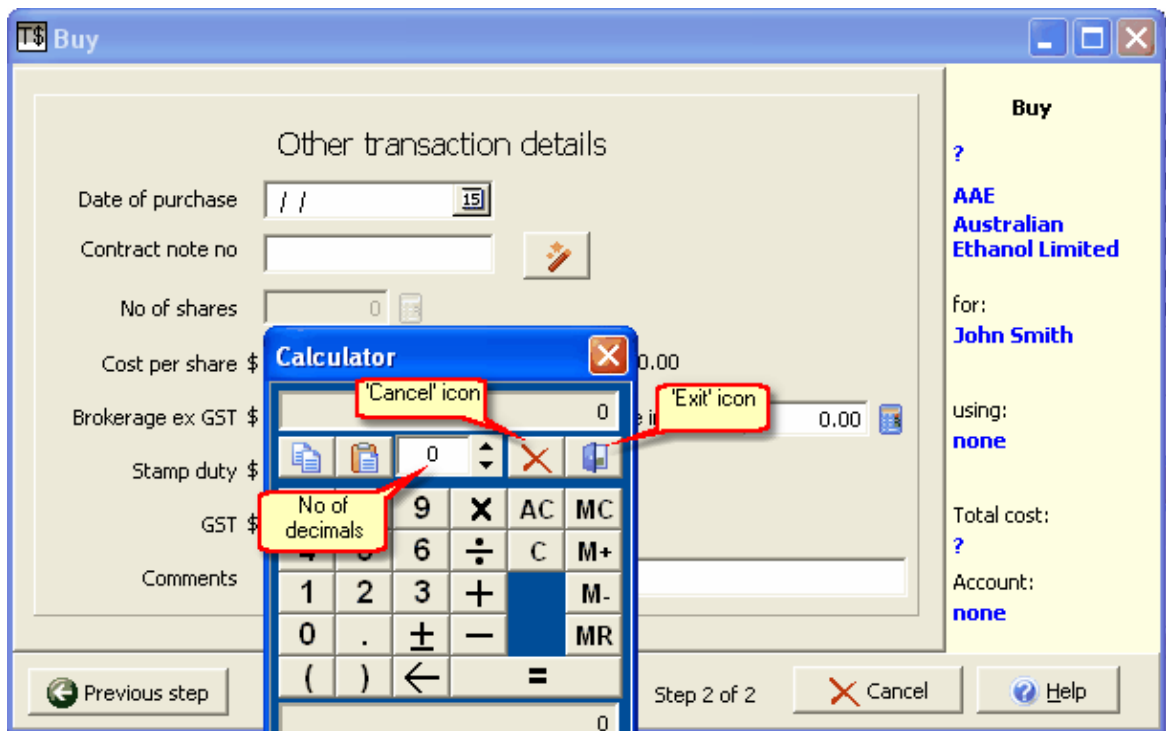 T$ Buy
Other transaction details
Date of purchase / / 15
Contract note no
No of shares 0
Cost per share $ 0.00
Brokerage ex GST $ 0.00
Stamp duty $
GST $
Comments
Calculator
'Cancel' icon
'Exit' icon
0
0
No of
decimals
9 AC MC
6 ÷ C M+
1 2 3 + M-
0 . ± − MR
( ) ← =
0
Previous step
Step 2 of 2
Cancel
Help
Buy
?
AAE
Australian
Ethanol Limited
for:
John Smith
using:
none
Total cost:
?
Account:
none